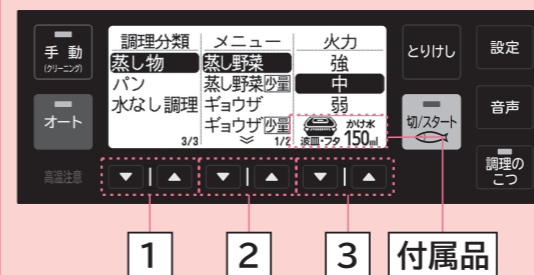 手 動
(クリーニング)
オート
高温注意
調理分類
蒸し物
パン
水なし調理
3/3
メニュー
蒸し野菜
蒸し野菜少量
ギョウザ
ギョウザ少量
1/2
火力
強
中
弱
かけ水
波皿・フタ 150ml
とりけし
切/スタート
設定
音声
調理の
こつ
▼ | ▲
▼ | ▲
▼ | ▲
1
2
3
付属品